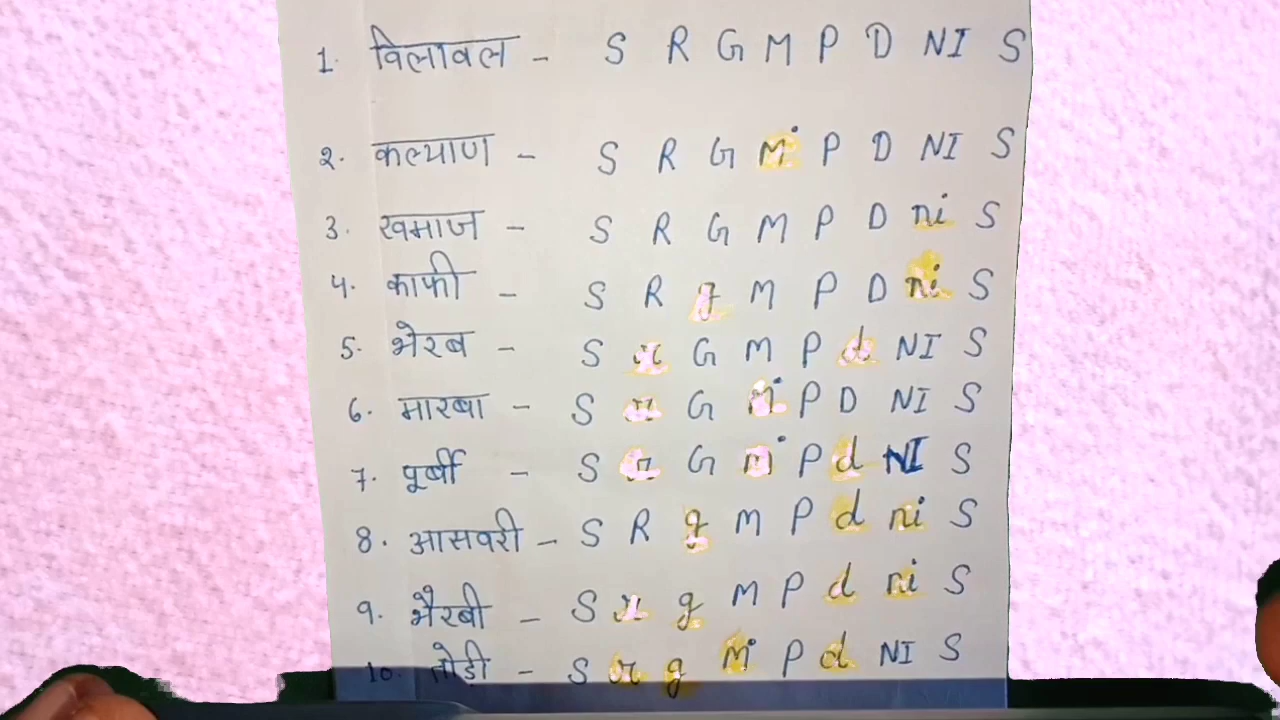 1. विलावल - S R G M P D NI S
२. कल्याण - S R G Ṁ P D NI S
3. खमाज - S R G M P D ni S
4. काफी - S R g M P D ni S
5. भेरब - S r G M P d NI S
6. मारबा - S r G Ṁ P D NI S
7. पूर्बी - S r G ṁ P d NI S
8. आसवरी - S R g M P d ni S
9. भैरबी - S r g M P d ni S
10. तोड़ी - S r g Ṁ P d NI S